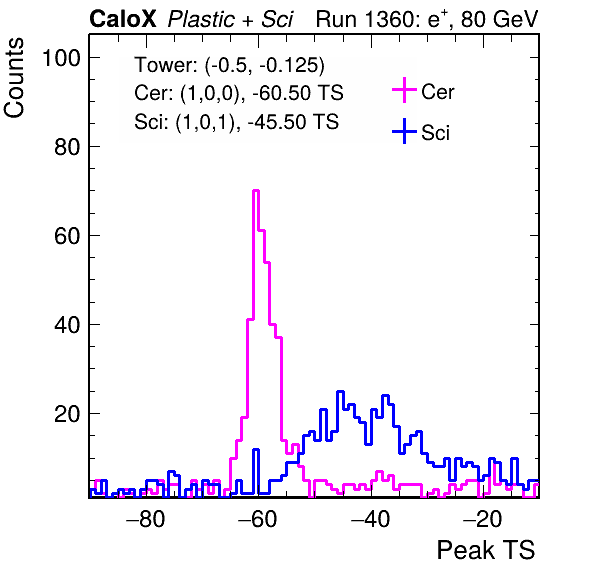 CaloX Plastic + Sci Run 1360: e+, 80 GeV
Counts
Tower: (-0.5, -0.125)
Cer: (1,0,0), -60.50 TS
Sci: (1,0,1), -45.50 TS
Cer
Sci
100
80
60
40
20
−80 −60 −40 −20
Peak TS